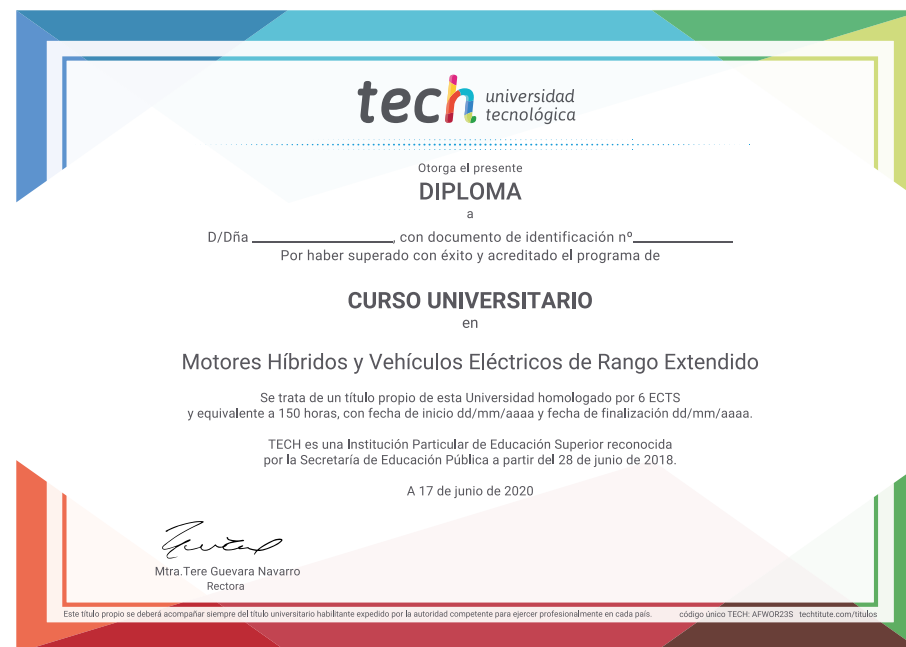 tech universidad
tecnológica
Otorga el presente
DIPLOMA
a
D/Dña ____________________, con documento de identificación nº______________
Por haber superado con éxito y acreditado el programa de
CURSO UNIVERSITARIO
en
Motores Híbridos y Vehículos Eléctricos de Rango Extendido
Se trata de un título propio de esta Universidad homologado por 6 ECTS
y equivalente a 150 horas, con fecha de inicio dd/mm/aaaa y fecha de finalización dd/mm/aaaa.
TECH es una Institución Particular de Educación Superior reconocida
por la Secretaría de Educación Pública a partir del 28 de junio de 2018.
A 17 de junio de 2020
Mtra.Tere Guevara Navarro
Rectora
Este título propio se deberá acompañar siempre del título universitario habilitante expedido por la autoridad competente para ejercer profesionalmente en cada país. código único TECH: AFWOR23S techtitute.com/títulos